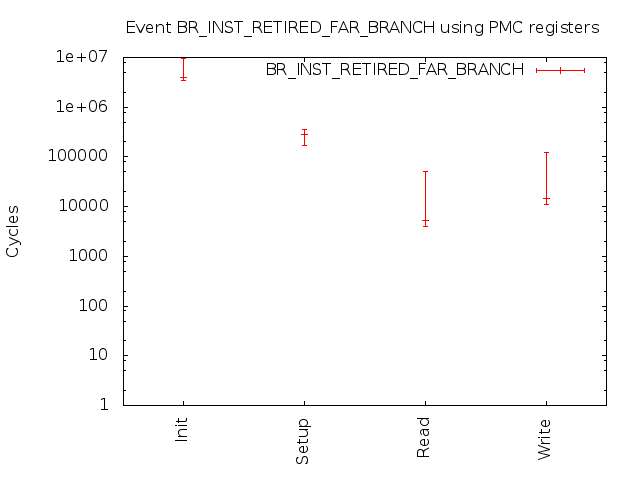 Event BR_INST_RETIRED_FAR_BRANCH using PMC registers
BR_INST_RETIRED_FAR_BRANCH
1e+07
1e+06
100000
10000
1000
100
10
1
Cycles
Init
Setup
Read
Write